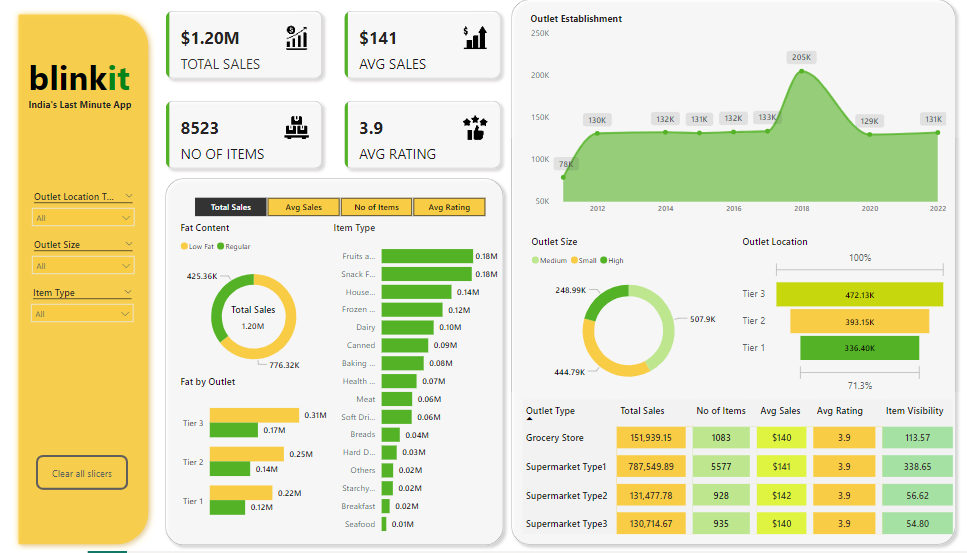 blinkit
India's Last Minute App
Outlet Location T...
All
Outlet Size
All
Item Type
All
Clear all slicers
$1.20M
TOTAL SALES
$141
AVG SALES
8523
NO OF ITEMS
3.9
AVG RATING
Total Sales Avg Sales No of Items Avg Rating
Fat Content
Low Fat Regular
425.36K
Total Sales
1.20M
776.32K
Fat by Outlet
Tier 3 0.31M
0.17M
Tier 2 0.25M
0.14M
Tier 1 0.22M
0.12M
Item Type
Fruits a... 0.18M
Snack F... 0.18M
House... 0.14M
Frozen ... 0.12M
Dairy 0.10M
Canned 0.09M
Baking ... 0.08M
Health ... 0.07M
Meat 0.06M
Soft Dri... 0.06M
Breads 0.04M
Hard D... 0.03M
Others 0.02M
Starchy... 0.02M
Breakfast 0.02M
Seafood 0.01M
Outlet Establishment
250K
200K
150K
100K
50K
78K 130K 132K 131K 132K 133K 205K 129K 131K
2012 2014 2016 2018 2020 2022
Outlet Size
Medium Small High
248.99K
507.9K
444.79K
Outlet Location
100%
Tier 3 472.13K
Tier 2 393.15K
Tier 1 336.40K
71.3%
Outlet Type Total Sales No of Items Avg Sales Avg Rating Item Visibility
Grocery Store 151,939.15 1083 $140 3.9 113.57
Supermarket Type1 787,549.89 5577 $141 3.9 338.65
Supermarket Type2 131,477.78 928 $142 3.9 56.62
Supermarket Type3 130,714.67 935 $140 3.9 54.80